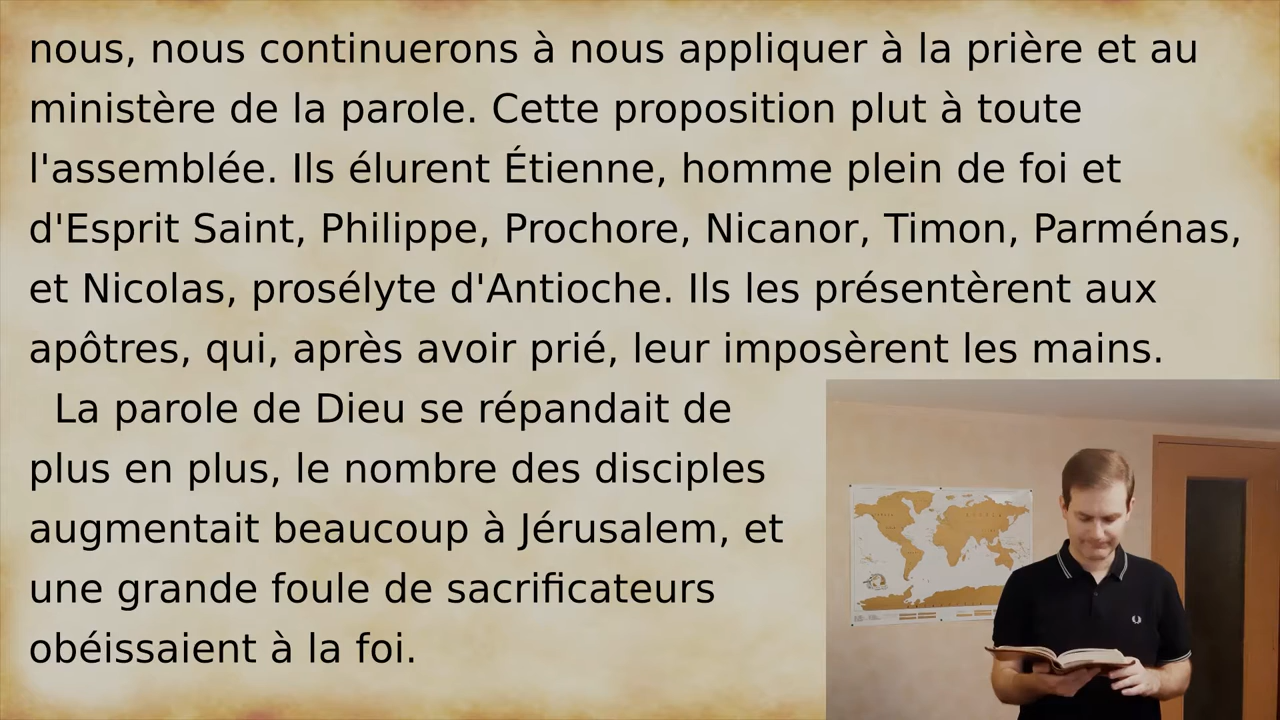 nous, nous continuerons à nous appliquer à la prière et au
ministère de la parole. Cette proposition plut à toute
l'assemblée. Ils élurent Étienne, homme plein de foi et
d'Esprit Saint, Philippe, Prochore, Nicanor, Timon, Parménas,
et Nicolas, prosélyte d'Antioche. Ils les présentèrent aux
apôtres, qui, après avoir prié, leur imposèrent les mains.
La parole de Dieu se répandait de
plus en plus, le nombre des disciples
augmentait beaucoup à Jérusalem, et
une grande foule de sacrificateurs
obéissaient à la foi.